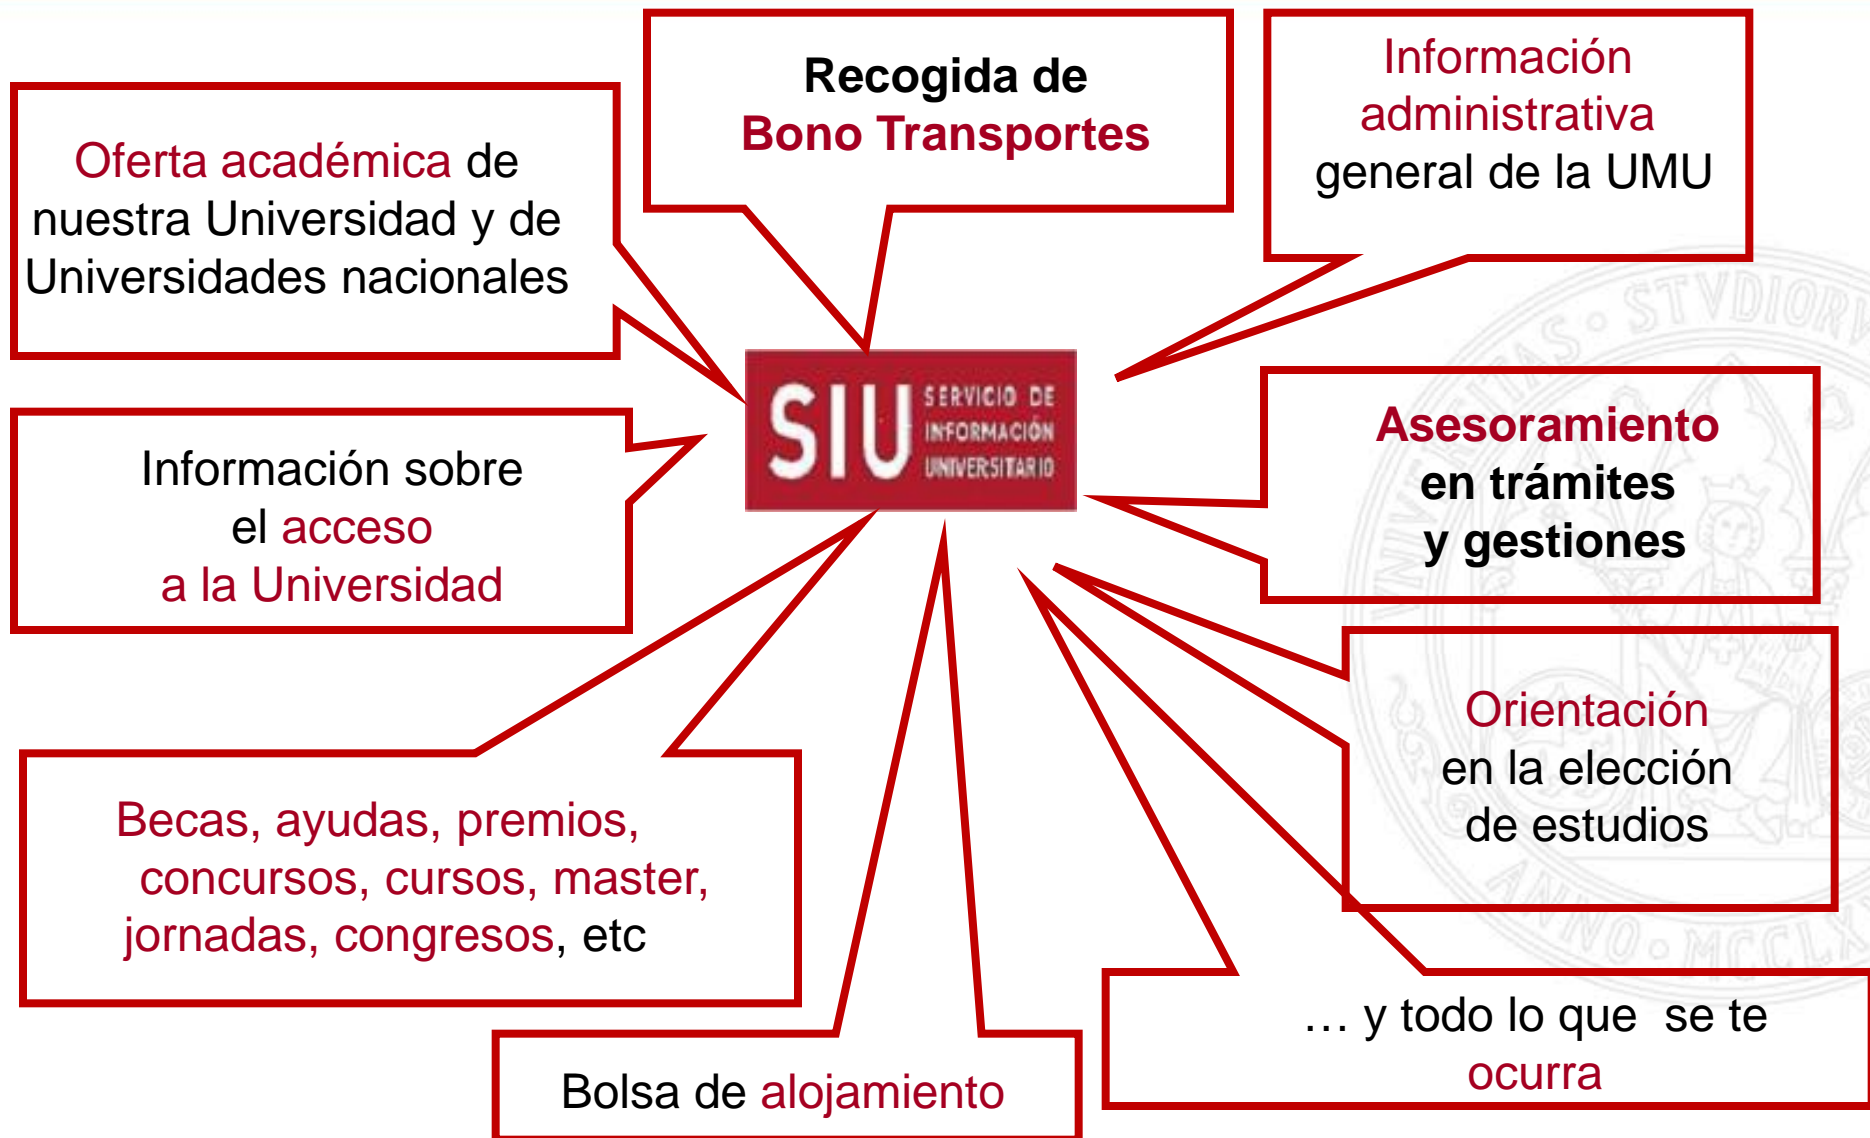 Recogida de
Bono Transportes
Información
administrativa
general de la UMU
Oferta académica de
nuestra Universidad y de
Universidades nacionales
SIU
SERVICIO DE
INFORMACIÓN
UNIVERSITARIO
Asesoramiento
en trámites
y gestiones
Información sobre
el acceso
a la Universidad
Orientación
en la elección
de estudios
Becas, ayudas, premios,
concursos, cursos, master,
jornadas, congresos, etc
… y todo lo que se te
ocurra
Bolsa de alojamiento